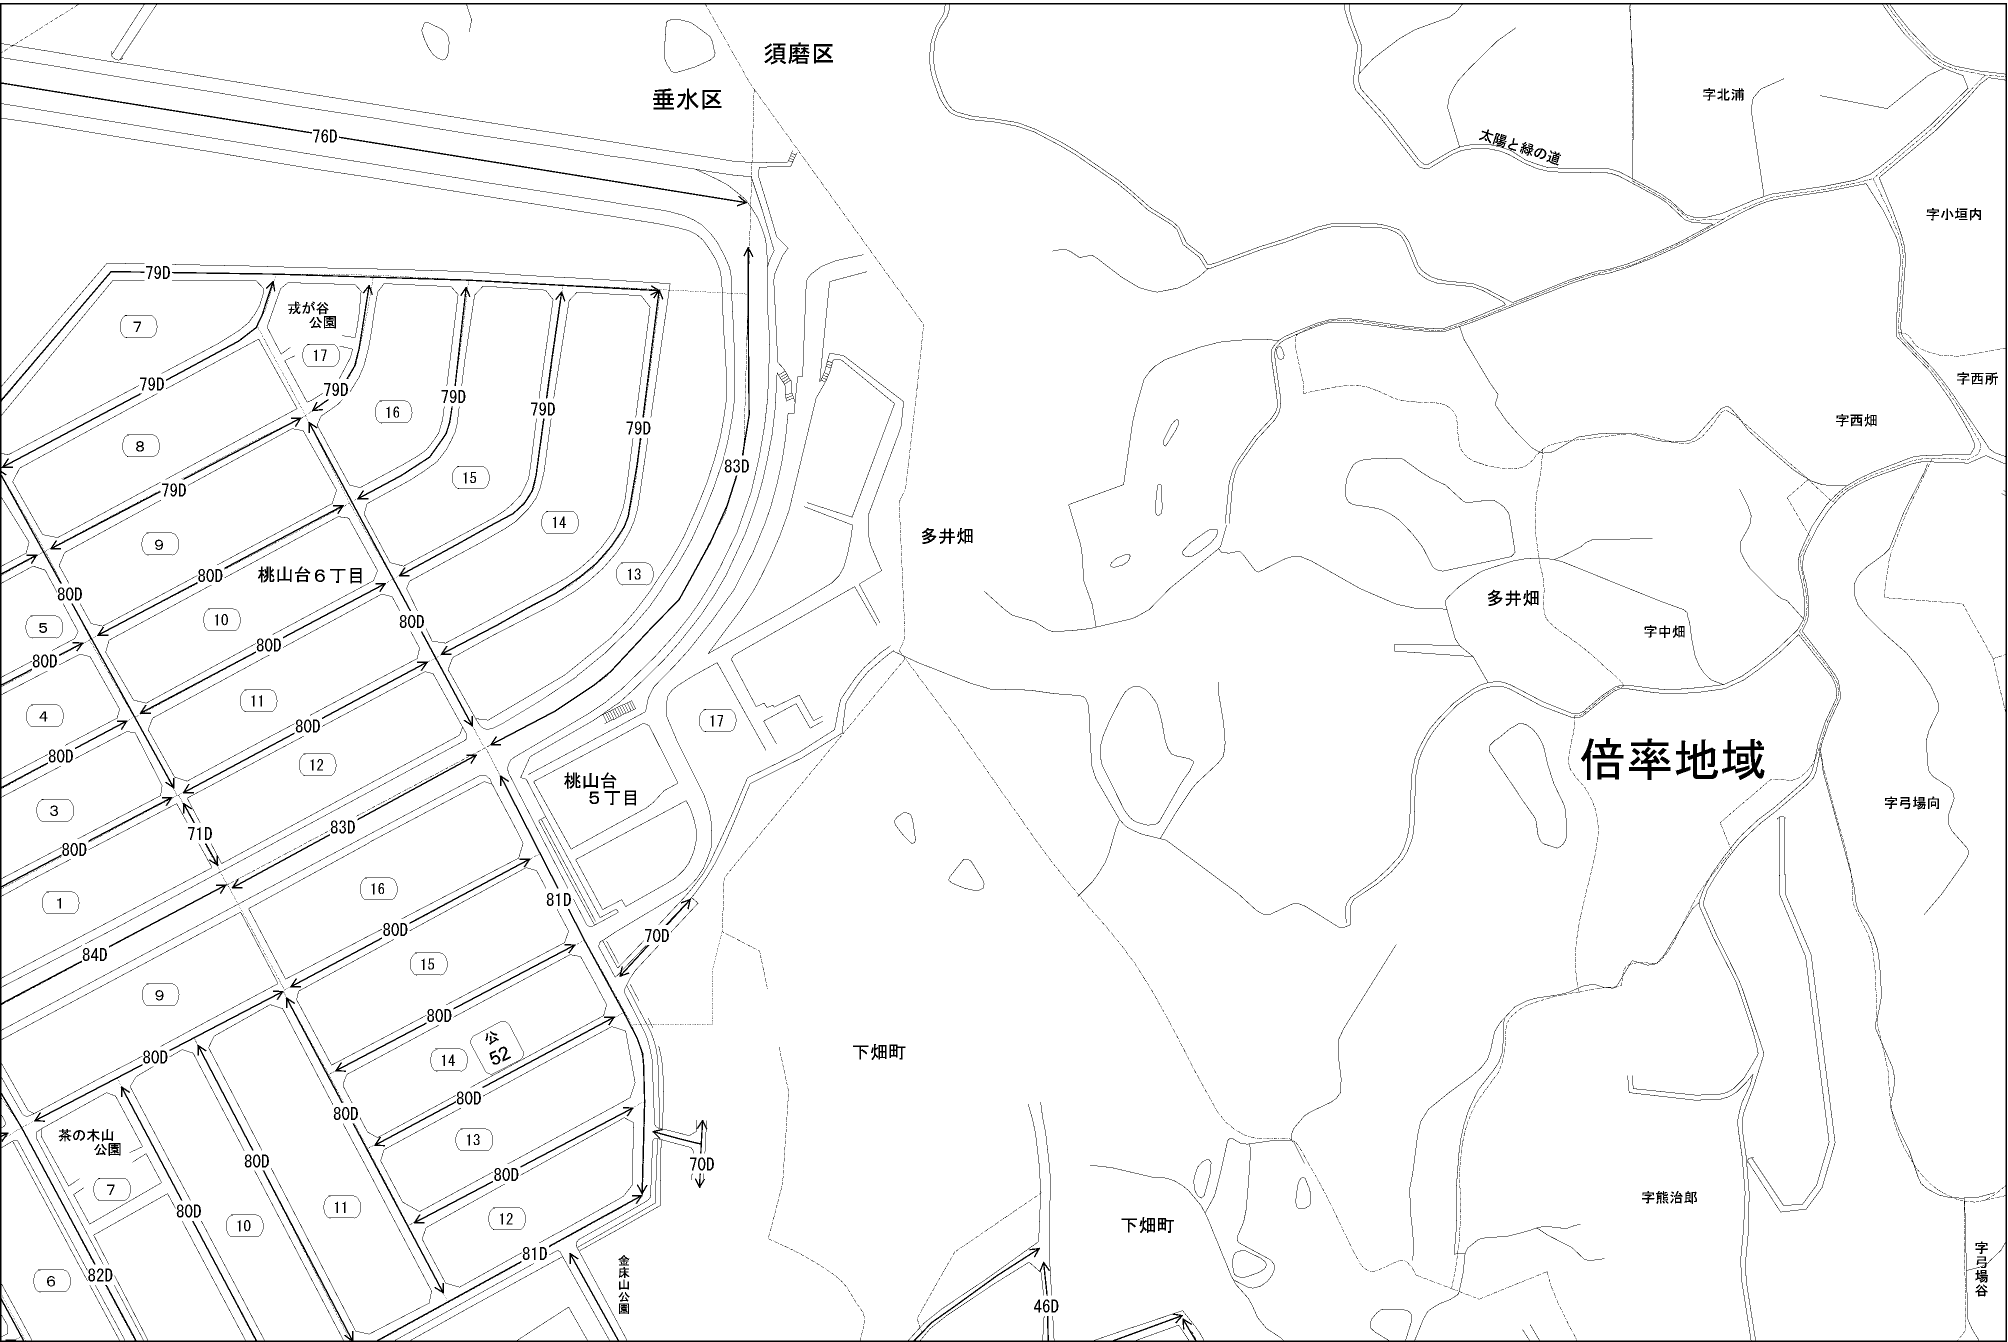 須磨区
垂水区
76D
字北浦
太陽と緑の道
字小垣内
79D
7
戎が谷
公園
17
79D
79D
79D
79D
79D
16
字西所
字西畑
8
79D
15
83D
9
14
多井畑
桃山台6丁目
80D
13
80D
5
10
80D
多井畑
80D
80D
11
80D
字中畑
4
80D
12
17
倍率地域
桃山台
5丁目
3
71D
83D
80D
字弓場向
1
16
81D
80D
70D
84D
15
9
80D
公
52
14
80D
下畑町
80D
80D
茶の木山
公園
13
80D
70D
80D
7
80D
10
11
12
字熊治郎
下畑町
81D
82D
6
金床山公園
字弓場谷
46D